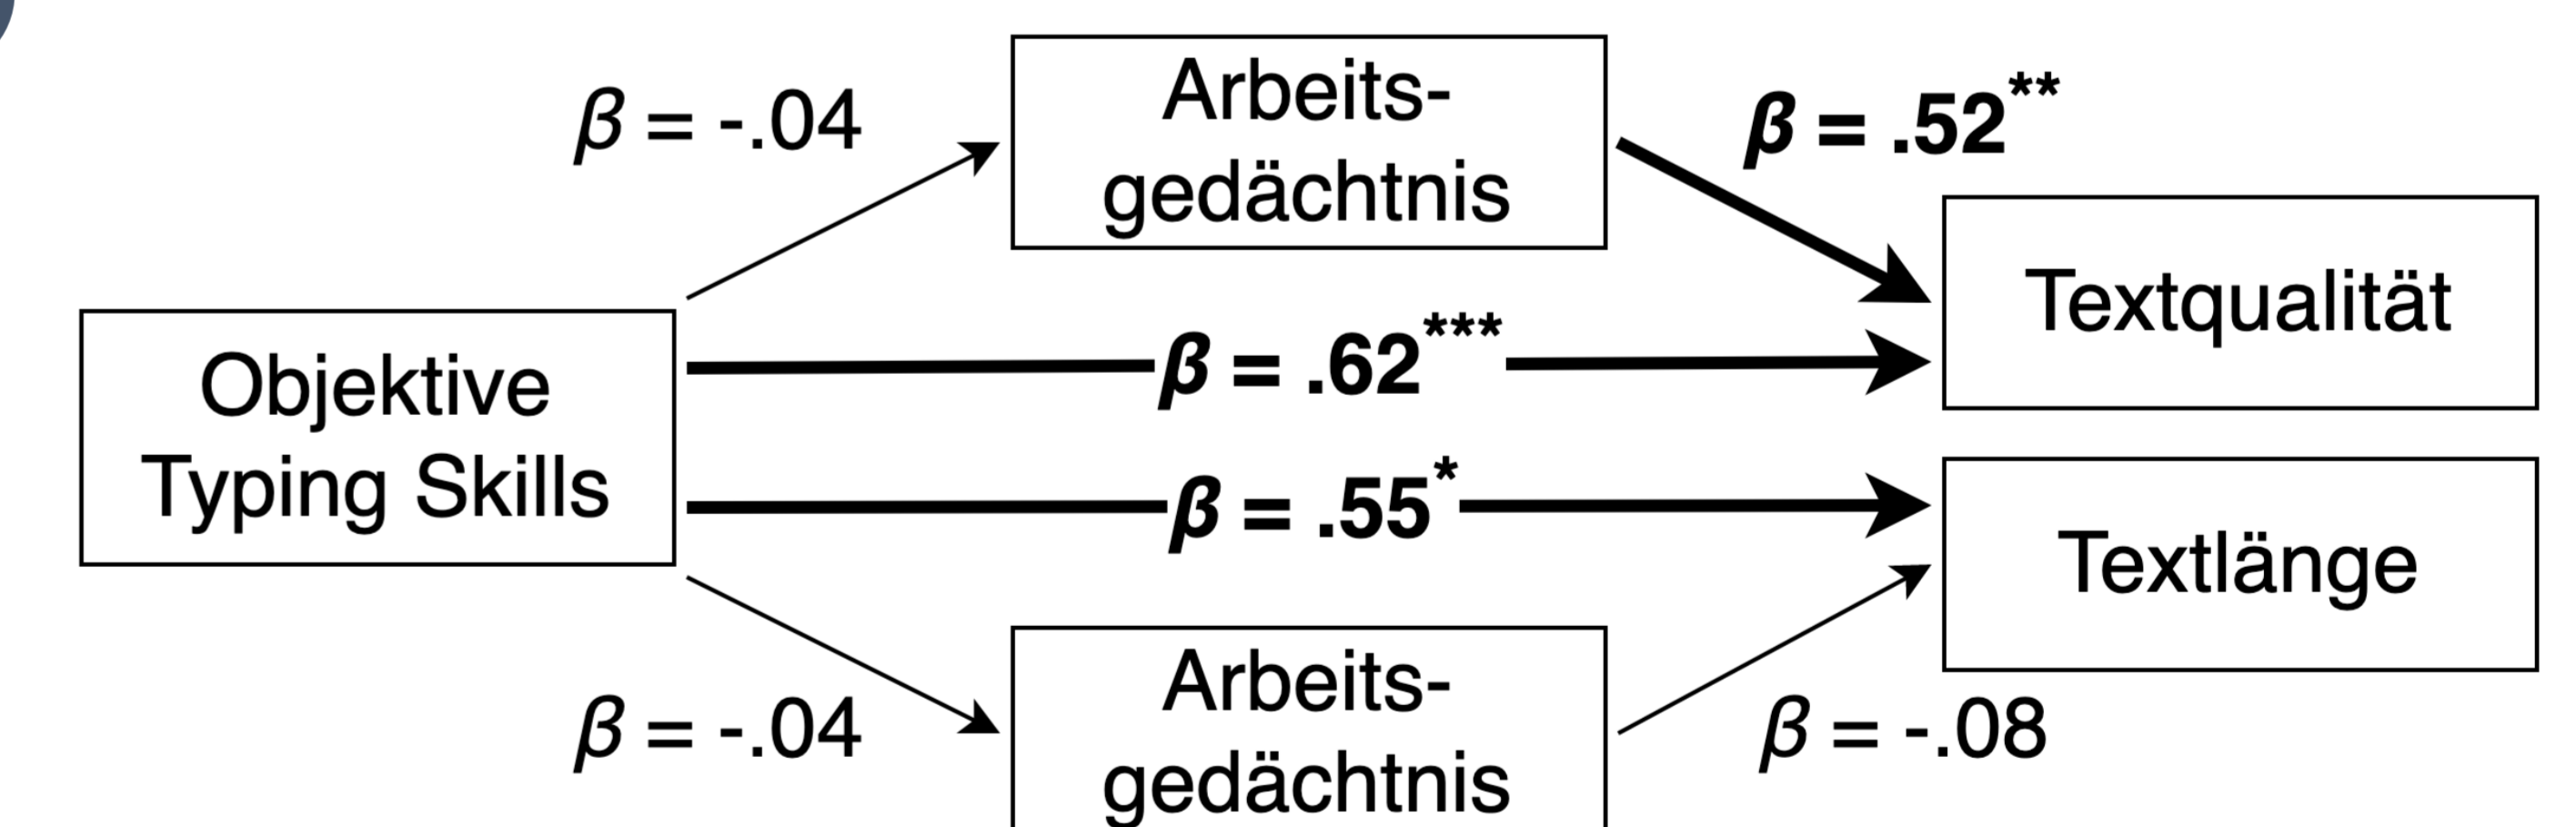 β = -.04
Arbeits-
gedächtnis
β = .52**
Objektive
Typing Skills
β = .62***
Textqualität
β = .55*
Textlänge
β = -.04
Arbeits-
gedächtnis
β = -.08